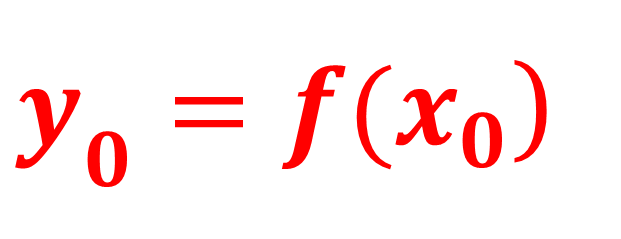 y₀ = f(x₀)